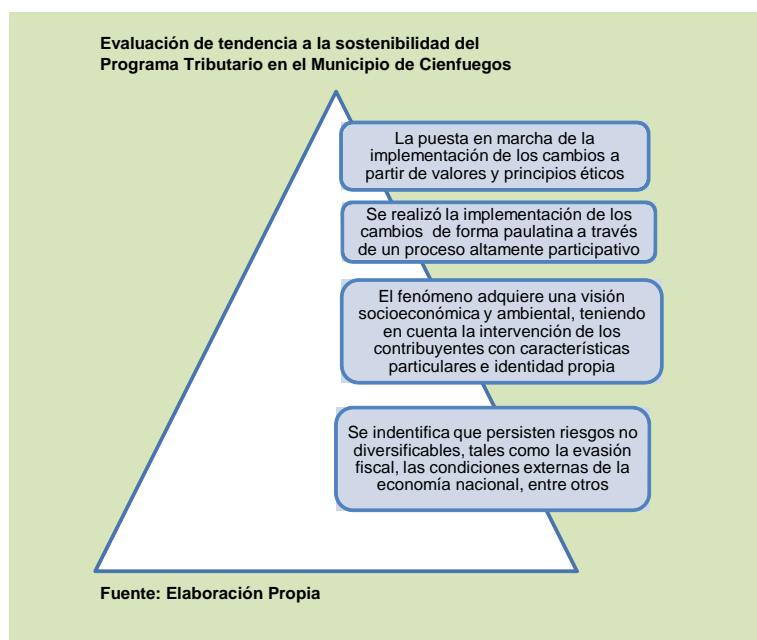 Evaluación de tendencia a la sostenibilidad del
Programa Tributario en el Municipio de Cienfuegos
La puesta en marcha de la
implementación de los cambios a
partir de valores y principios éticos
Se realizó la implementación de los
cambios de forma paulatina a través
de un proceso altamente participativo
El fenómeno adquiere una visión
socioeconómica y ambiental, teniendo
en cuenta la intervención de los
contribuyentes con características
particulares e identidad propia
Se indentifica que persisten riesgos no
diversificables, tales como la evasión
fiscal, las condiciones externas de la
economía nacional, entre otros
Fuente: Elaboración Propia